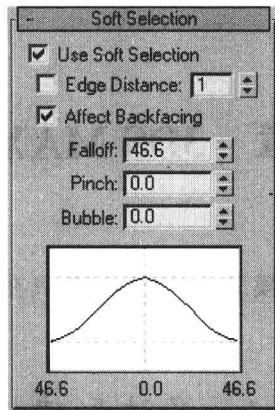 - Soft Selection
Use Soft Selection
Edge Distance: 1
Affect Backfacing
Falloff: 46.6
Pinch: 0.0
Bubble: 0.0
46.6 0.0 46.6